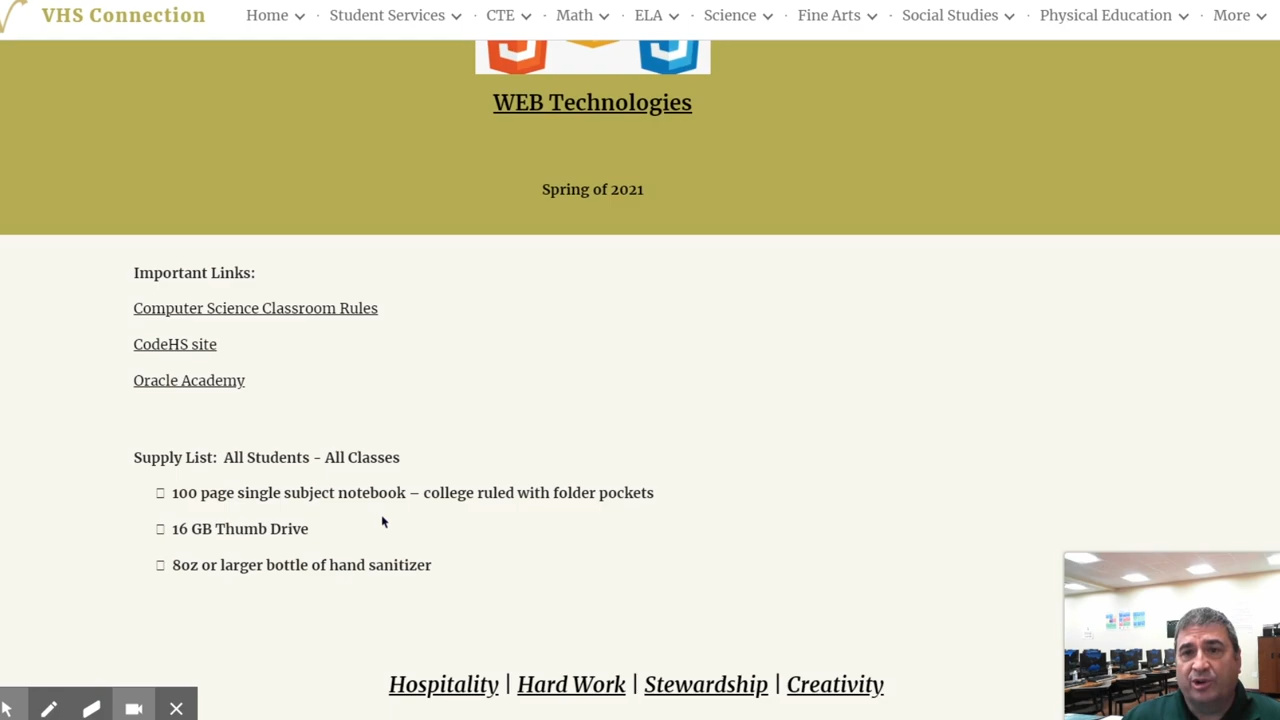 VHS Connection
Home · Student Services · CTE · Math · ELA · Science · Fine Arts · Social Studies · Physical Education · More
WEB Technologies
Spring of 2021
Important Links:
Computer Science Classroom Rules
CodeHS site
Oracle Academy
Supply List:  All Students - All Classes
100 page single subject notebook – college ruled with folder pockets
16 GB Thumb Drive
8oz or larger bottle of hand sanitizer
Hospitality | Hard Work | Stewardship | Creativity